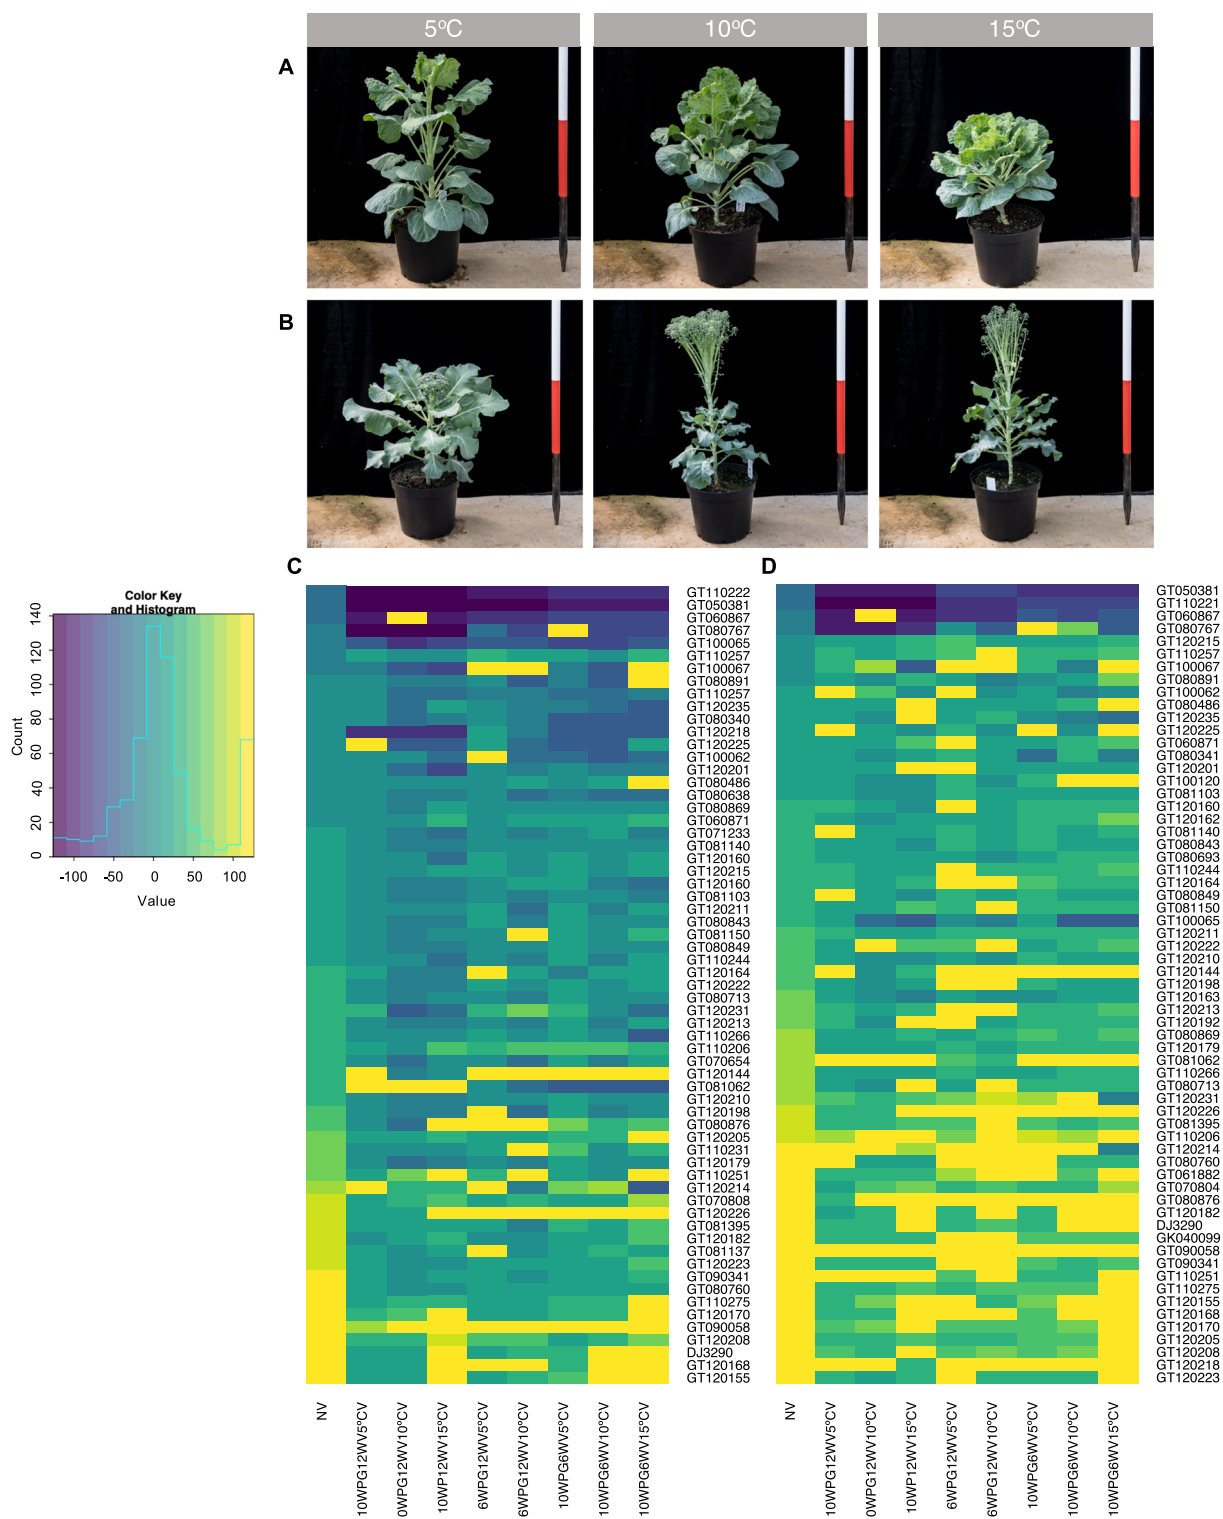 5ºC
10ºC
15ºC
A
B
C
D
Color Key
and Histogram
Count
0
20
40
60
80
100
120
140
-100
-50
0
50
100
Value
GT110222
GT050381
GT060867
GT080767
GT100065
GT110257
GT100067
GT080891
GT110257
GT120235
GT080340
GT120218
GT120225
GT100062
GT120201
GT080486
GT080638
GT080869
GT060871
GT071233
GT081140
GT120160
GT120215
GT120160
GT081103
GT120211
GT080843
GT081150
GT080849
GT110244
GT120164
GT120222
GT080713
GT120231
GT120213
GT110266
GT110206
GT070654
GT120144
GT081062
GT120210
GT120198
GT080876
GT120205
GT110231
GT120179
GT110251
GT120214
GT070808
GT120226
GT081395
GT120182
GT081137
GT120223
GT090341
GT080760
GT110275
GT120170
GT090058
GT120208
DJ3290
GT120168
GT120155
NV
10WPG12WV5ºCV
0WPG12WV10ºCV
10WP12WV15ºCV
6WPG12WV5ºCV
6WPG12WV10ºCV
10WPG6WV5ºCV
10WPG6WV10ºCV
10WPG6WV15ºCV
GT050381
GT110221
GT060867
GT080767
GT120215
GT110257
GT100067
GT080891
GT100062
GT080486
GT120235
GT120225
GT060871
GT080341
GT120201
GT100120
GT081103
GT120160
GT120162
GT081140
GT080843
GT080693
GT110244
GT120164
GT080849
GT081150
GT100065
GT120211
GT120222
GT120210
GT120144
GT120198
GT120163
GT120213
GT120192
GT080869
GT120179
GT081062
GT110266
GT080713
GT120231
GT120226
GT081395
GT110206
GT120214
GT080760
GT061882
GT070804
GT080876
GT120182
DJ3290
GK040099
GT090058
GT090341
GT110251
GT110275
GT120155
GT120168
GT120170
GT120205
GT120208
GT120218
GT120223
NV
10WPG12WV5ºCV
0WPG12WV10ºCV
10WP12WV15ºCV
6WPG12WV5ºCV
6WPG12WV10ºCV
10WPG6WV5ºCV
10WPG6WV10ºCV
10WPG6WV15ºCV